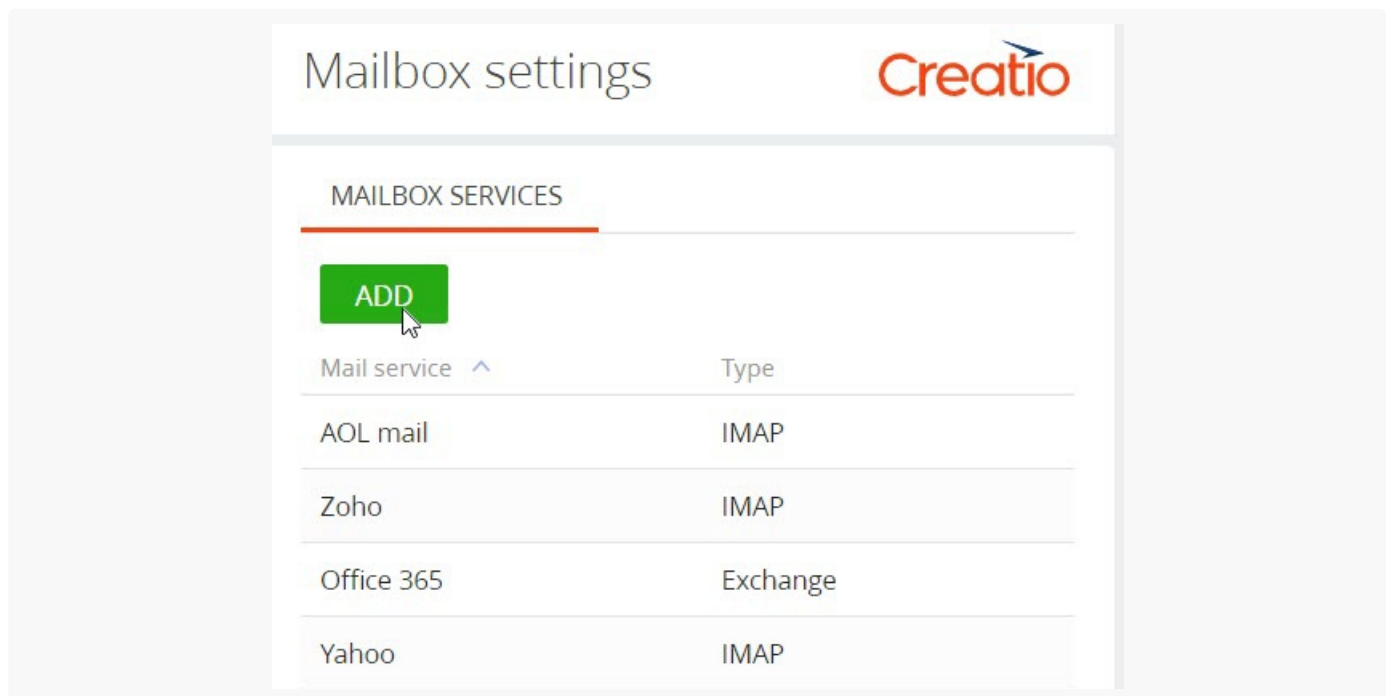 Mailbox settings Creatio
MAILBOX SERVICES
ADD
Mail service Type
AOL mail IMAP
Zoho IMAP
Office 365 Exchange
Yahoo IMAP